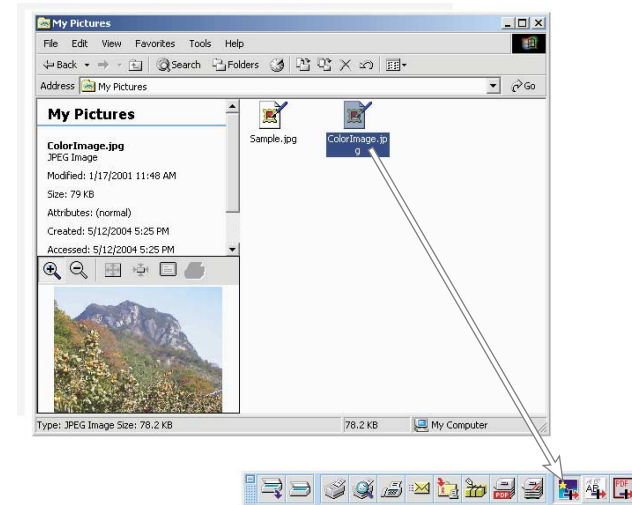 My Pictures
File Edit View Favorites Tools Help
Back Search Folders
Address My Pictures Go
My Pictures
ColorImage.jpg
JPEG Image
Modified: 1/17/2001 11:48 AM
Size: 79 KB
Attributes: (normal)
Created: 5/12/2004 5:25 PM
Accessed: 5/12/2004 5:25 PM
Sample.jpg
ColorImage.jp
g
Type: JPEG Image Size: 78.2 KB 78.2 KB My Computer
PDF AB PDF